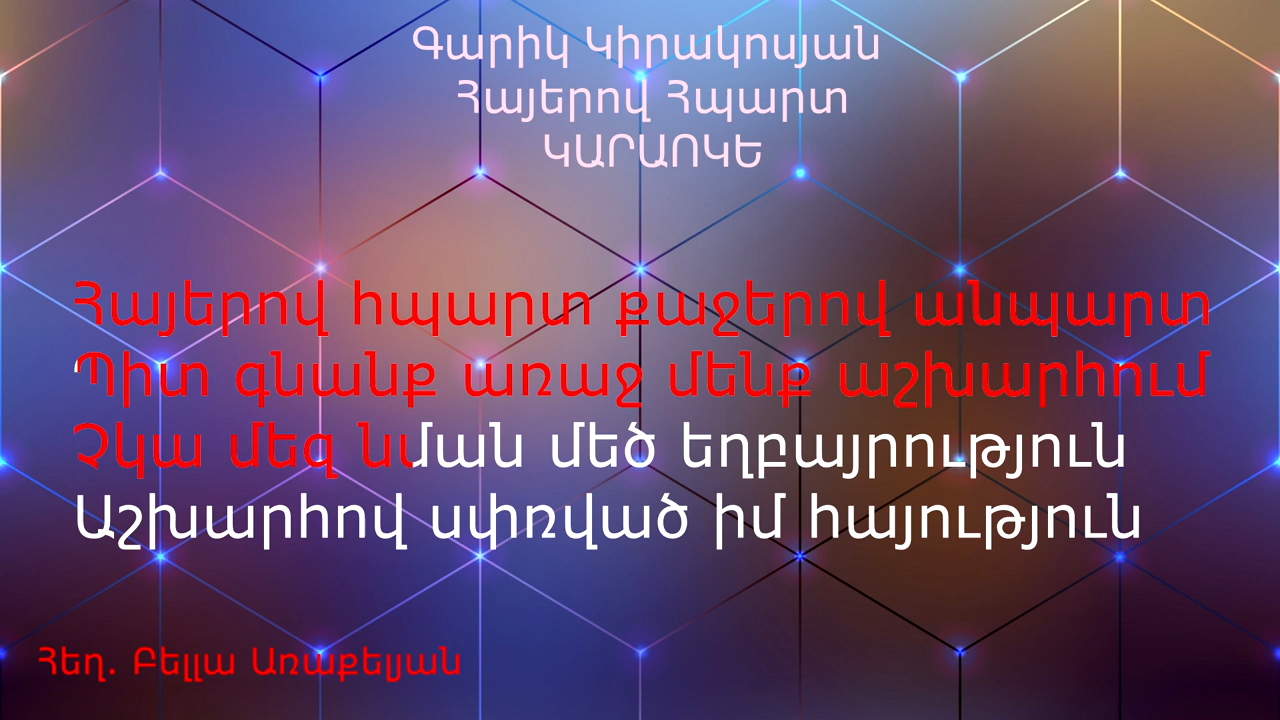 Գարիկ Կիրակոսյան
Հայերով Հպարտ
ԿԱՐԱՈԿԵ
Հայերով հպարտ քաջերով անպարտ
Պիտ գնանք առաջ մենք աշխարհում
Չկա մեզ նման մեծ եղբայրություն
Աշխարհով սփռված իմ հայություն
Հեղ. Բելլա Առաքելյան